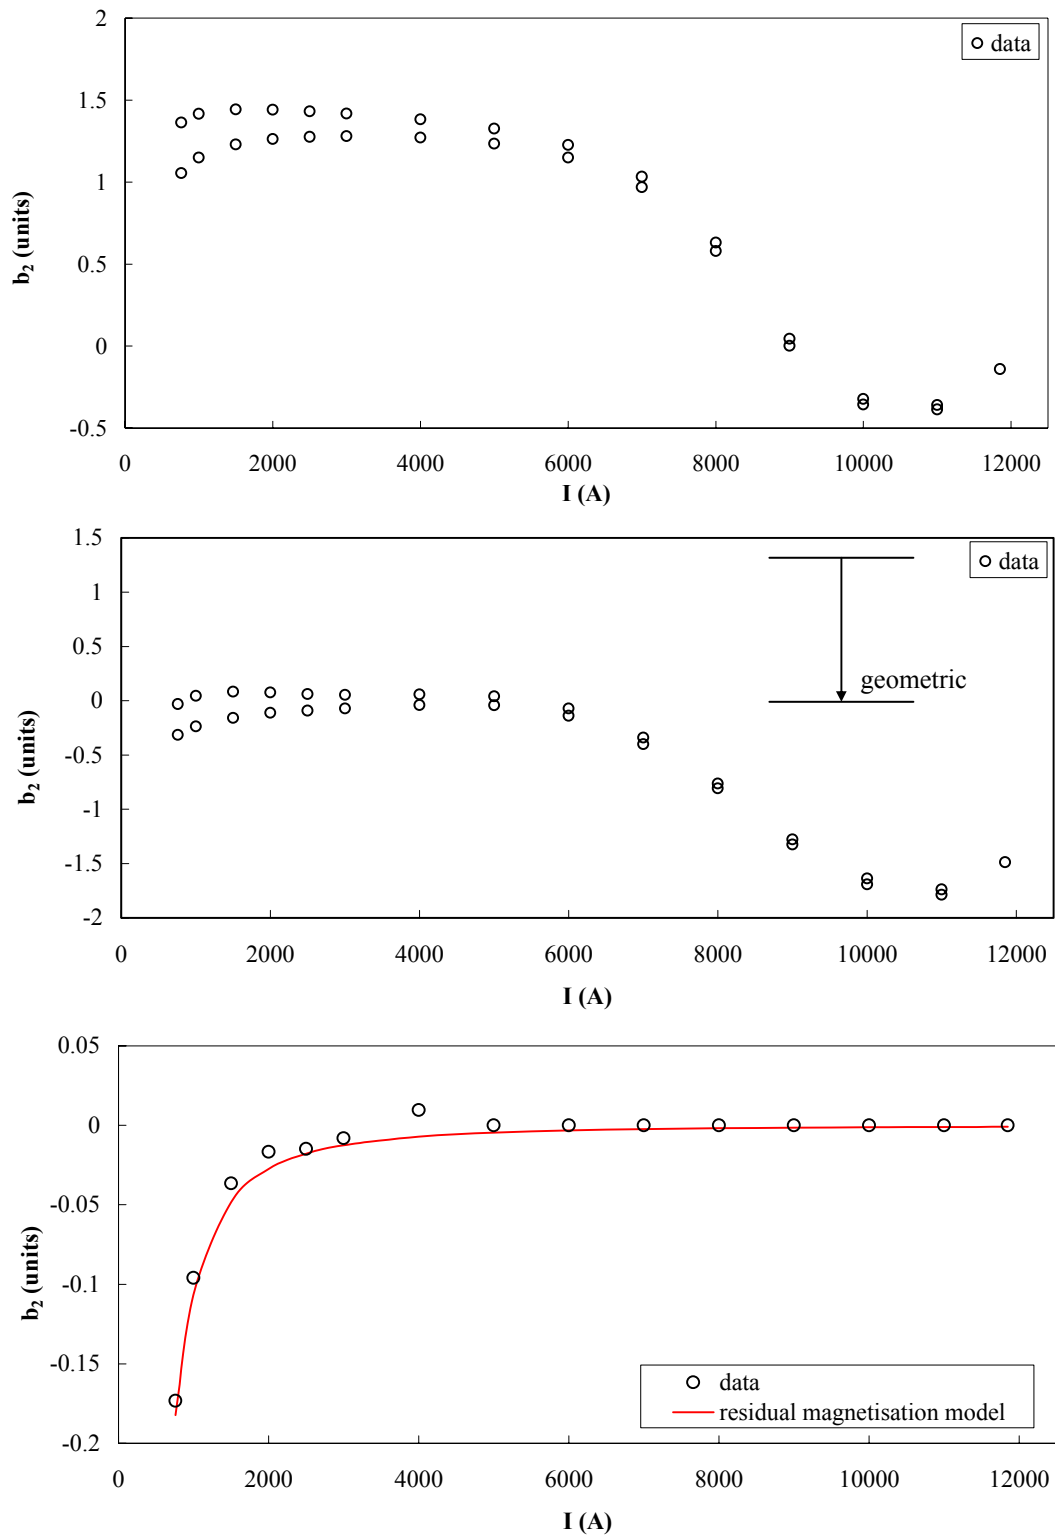 2
data
1.5
1
b2 (units)
0.5
0
-0.5
0 2000 4000 6000 8000 10000 12000
I (A)
1.5
data
1
0.5
geometric
0
b2 (units)
-0.5
-1
-1.5
-2
0 2000 4000 6000 8000 10000 12000
I (A)
0.05
0
-0.05
b2 (units)
-0.1
-0.15
data
residual magnetisation model
-0.2
0 2000 4000 6000 8000 10000 12000
I (A)